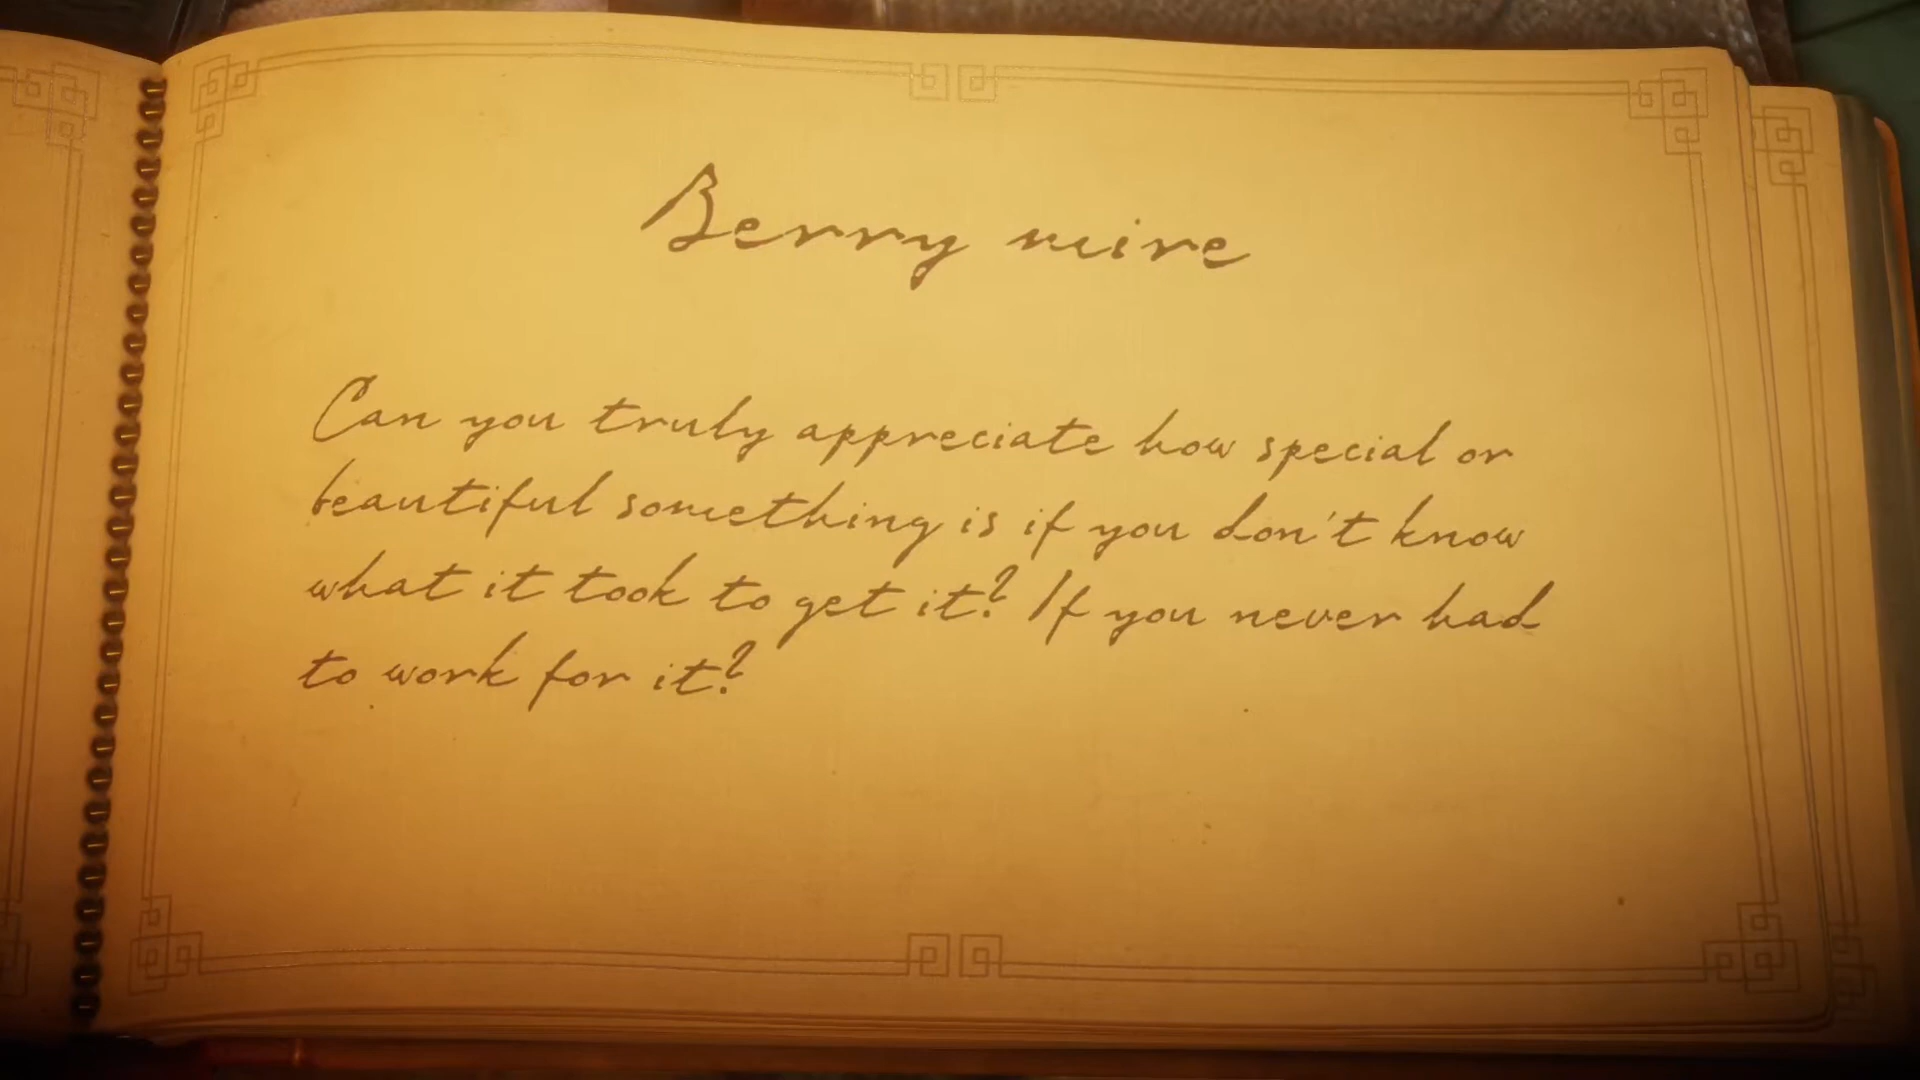 Berry mire
Can you truly appreciate how special or
beautiful something is if you don't know
what it took to get it? If you never had
to work for it?